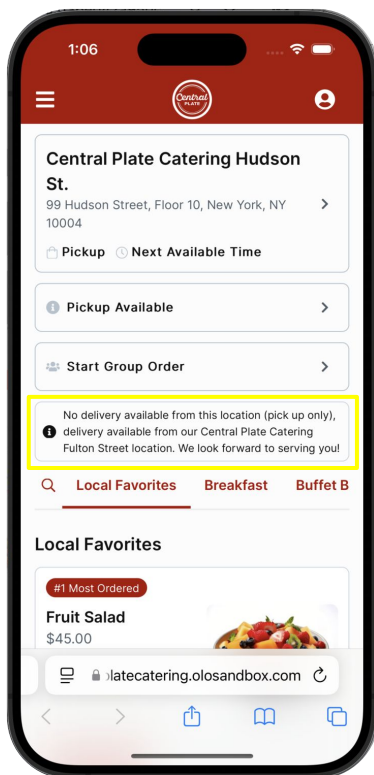 1:06
Central
PLATE
Central Plate Catering Hudson
St.
99 Hudson Street, Floor 10, New York, NY
10004
Pickup Next Available Time
Pickup Available
Start Group Order
No delivery available from this location (pick up only),
delivery available from our Central Plate Catering
Fulton Street location. We look forward to serving you!
Local Favorites Breakfast Buffet B
Local Favorites
#1 Most Ordered
Fruit Salad
$45.00
latecatering.olosandbox.com